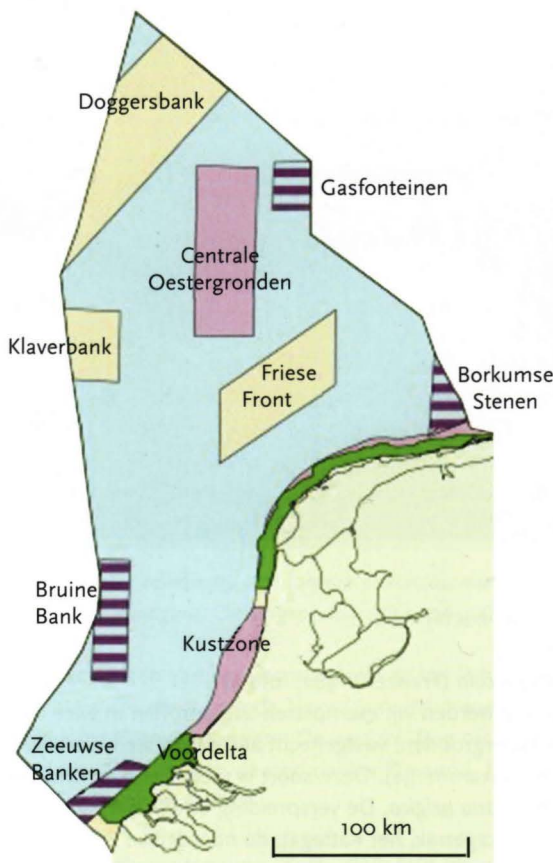 Doggersbank
Gasfonteinen
Centrale
Oestergronden
Klaverbank
Friese
Front
Borkumse
Stenen
Bruine
Bank
Kustzone
Zeeuwse
Banken
Voordelta
100 km